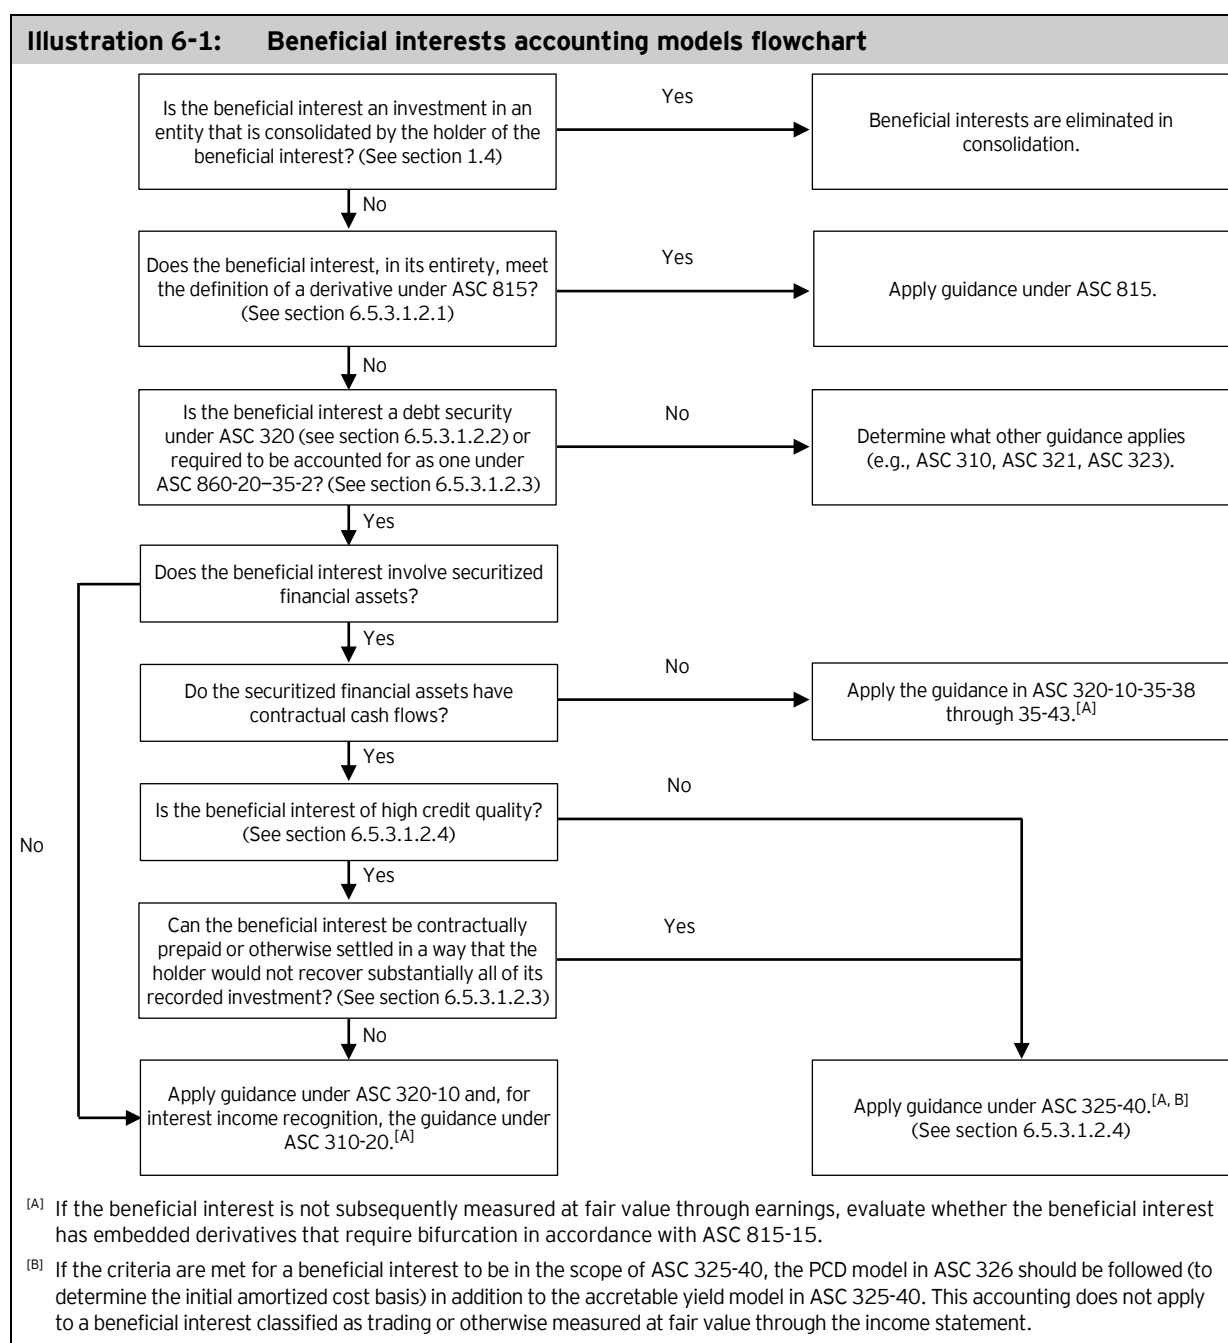 Illustration 6-1: Beneficial interests accounting models flowchart
Is the beneficial interest an investment in an
entity that is consolidated by the holder of the
beneficial interest? (See section 1.4)
Yes
Beneficial interests are eliminated in
consolidation.
No
Does the beneficial interest, in its entirety, meet
the definition of a derivative under ASC 815?
(See section 6.5.3.1.2.1)
Yes
Apply guidance under ASC 815.
No
Is the beneficial interest a debt security
under ASC 320 (see section 6.5.3.1.2.2) or
required to be accounted for as one under
ASC 860-20–35-2? (See section 6.5.3.1.2.3)
No
Determine what other guidance applies
(e.g., ASC 310, ASC 321, ASC 323).
Yes
Does the beneficial interest involve securitized
financial assets?
Yes
Do the securitized financial assets have
contractual cash flows?
No
Apply the guidance in ASC 320-10-35-38
through 35-43.[A]
Yes
Is the beneficial interest of high credit quality?
(See section 6.5.3.1.2.4)
No
No
Yes
Can the beneficial interest be contractually
prepaid or otherwise settled in a way that the
holder would not recover substantially all of its
recorded investment? (See section 6.5.3.1.2.3)
Yes
No
Apply guidance under ASC 320-10 and, for
interest income recognition, the guidance under
ASC 310-20.[A]
Apply guidance under ASC 325-40.[A, B]
(See section 6.5.3.1.2.4)
[A] If the beneficial interest is not subsequently measured at fair value through earnings, evaluate whether the beneficial interest
has embedded derivatives that require bifurcation in accordance with ASC 815-15.
[B] If the criteria are met for a beneficial interest to be in the scope of ASC 325-40, the PCD model in ASC 326 should be followed (to
determine the initial amortized cost basis) in addition to the accretable yield model in ASC 325-40. This accounting does not apply
to a beneficial interest classified as trading or otherwise measured at fair value through the income statement.